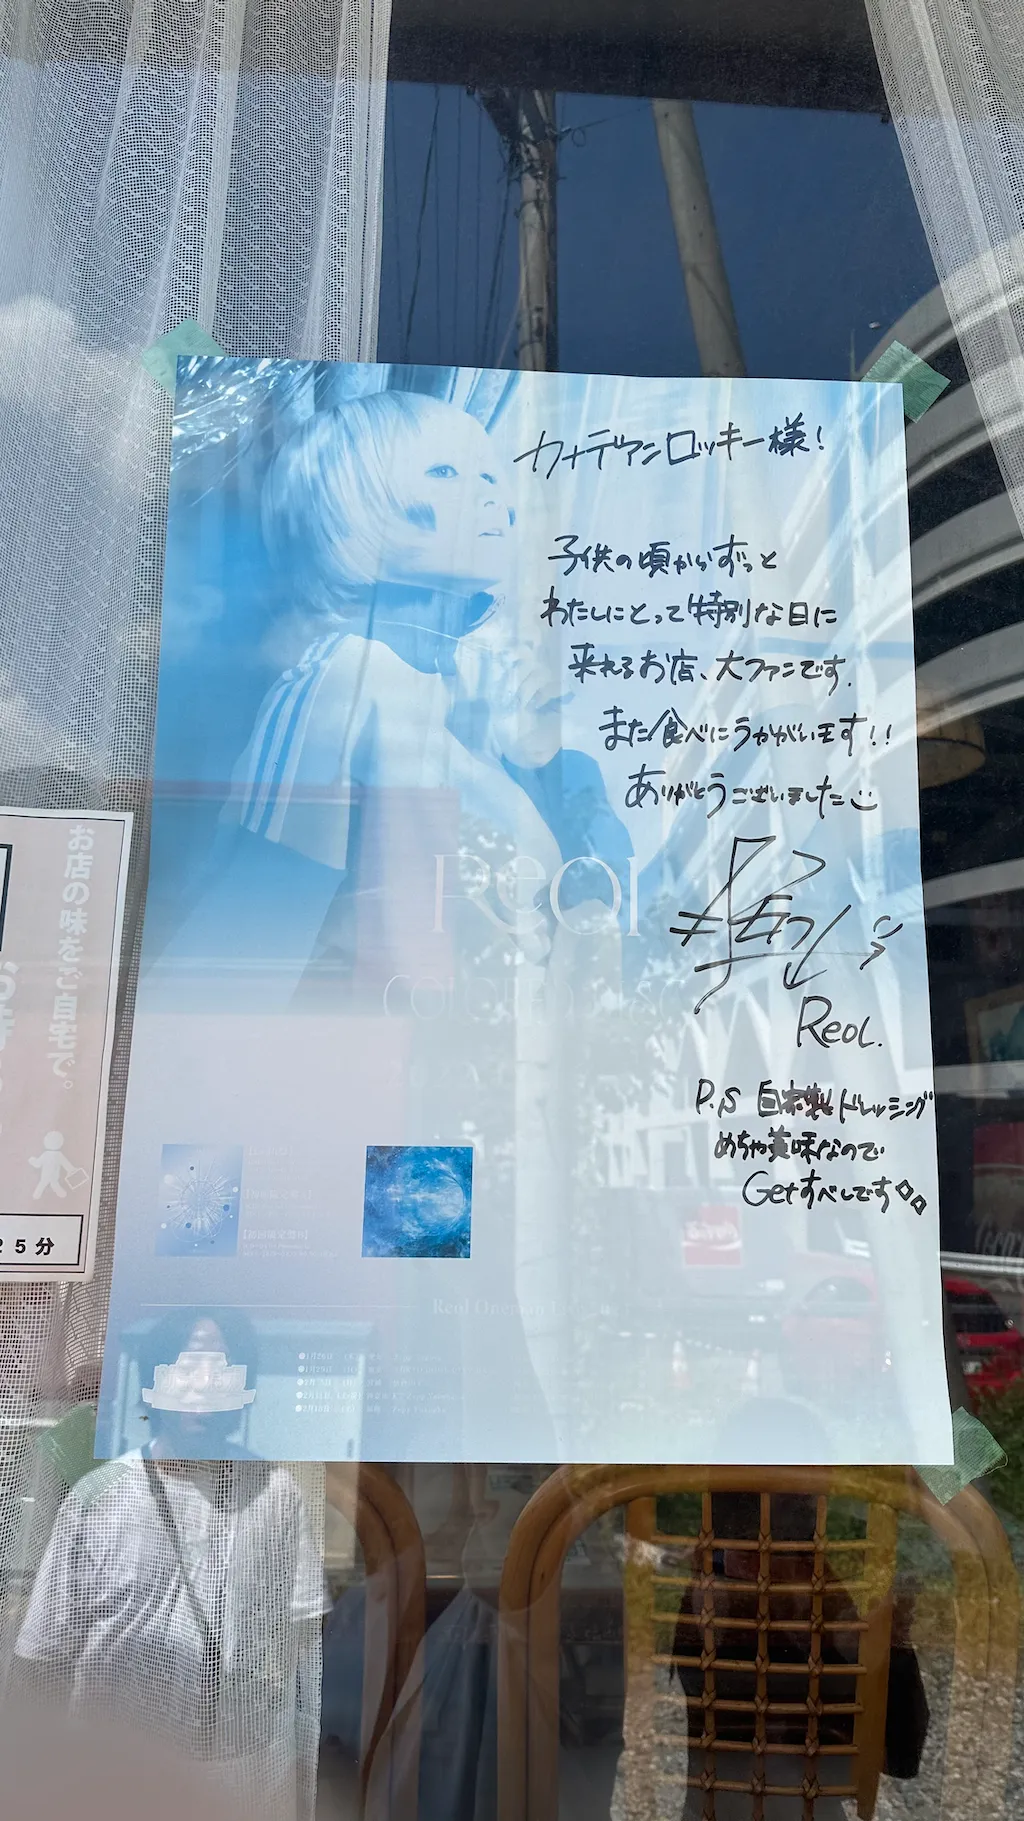 カナディアンロッキー様!
子供の頃からずっと
わたしにとって特別な日に
来れるお店、大ファンです.
また食べにうかがいます!!
ありがとうございました
Reol
Reol.
P.S 自家製ドレッシング
めちゃ美味なので
Getすべしです
お店の味をご自宅で。
25分
Reol Oneman